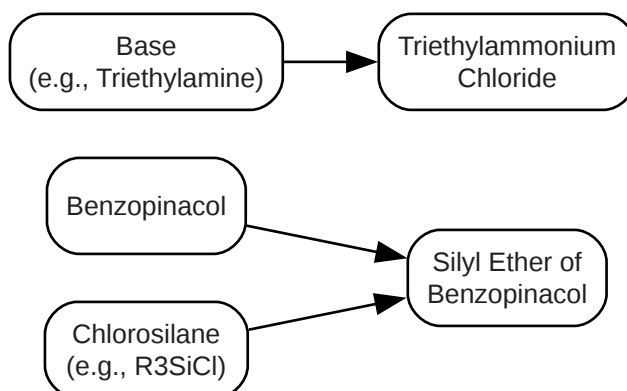 Base
(e.g., Triethylamine)
Triethylammonium
Chloride
Benzopinacol
Silyl Ether of
Benzopinacol
Chlorosilane
(e.g., R3SiCl)